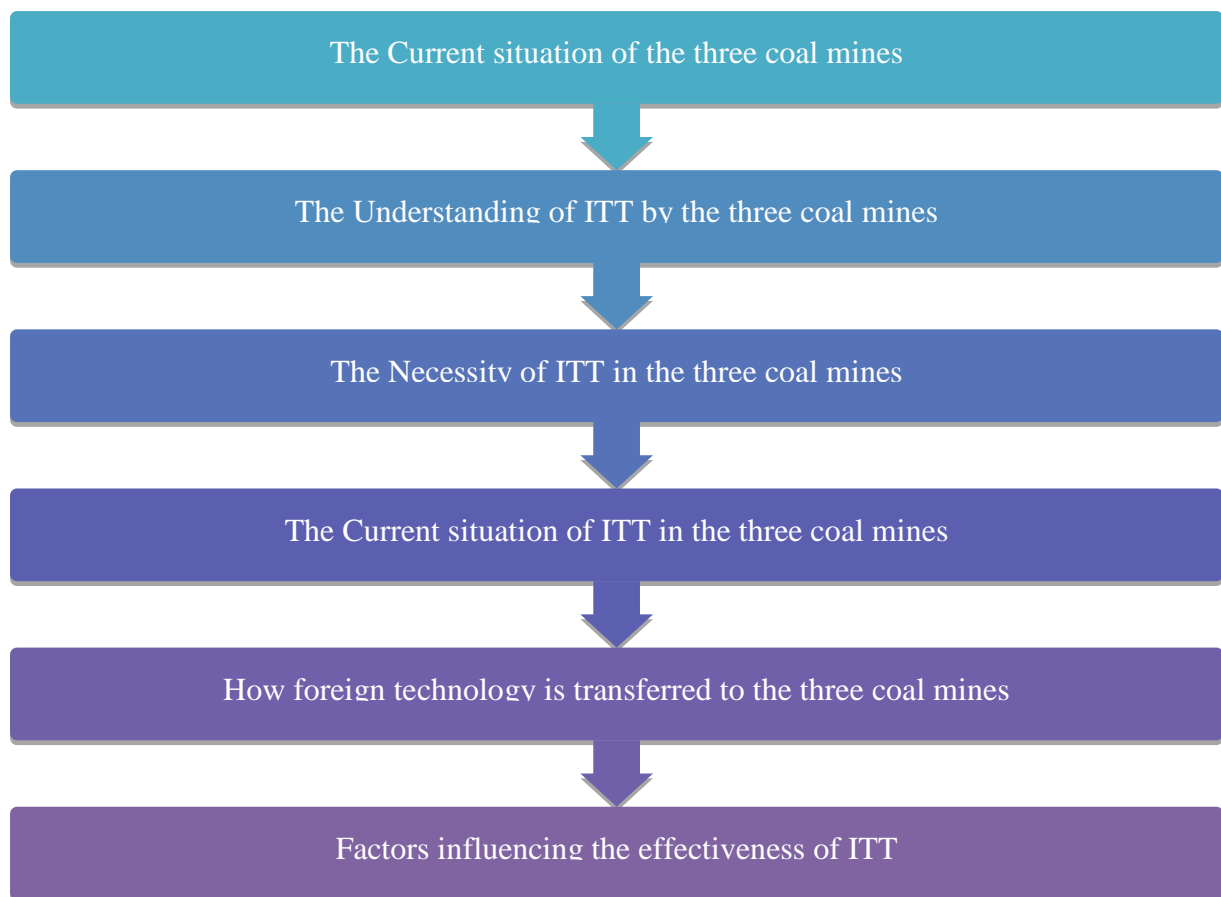 The Current situation of the three coal mines
The Understanding of ITT by the three coal mines
The Necessity of ITT in the three coal mines
The Current situation of ITT in the three coal mines
How foreign technology is transferred to the three coal mines
Factors influencing the effectiveness of ITT